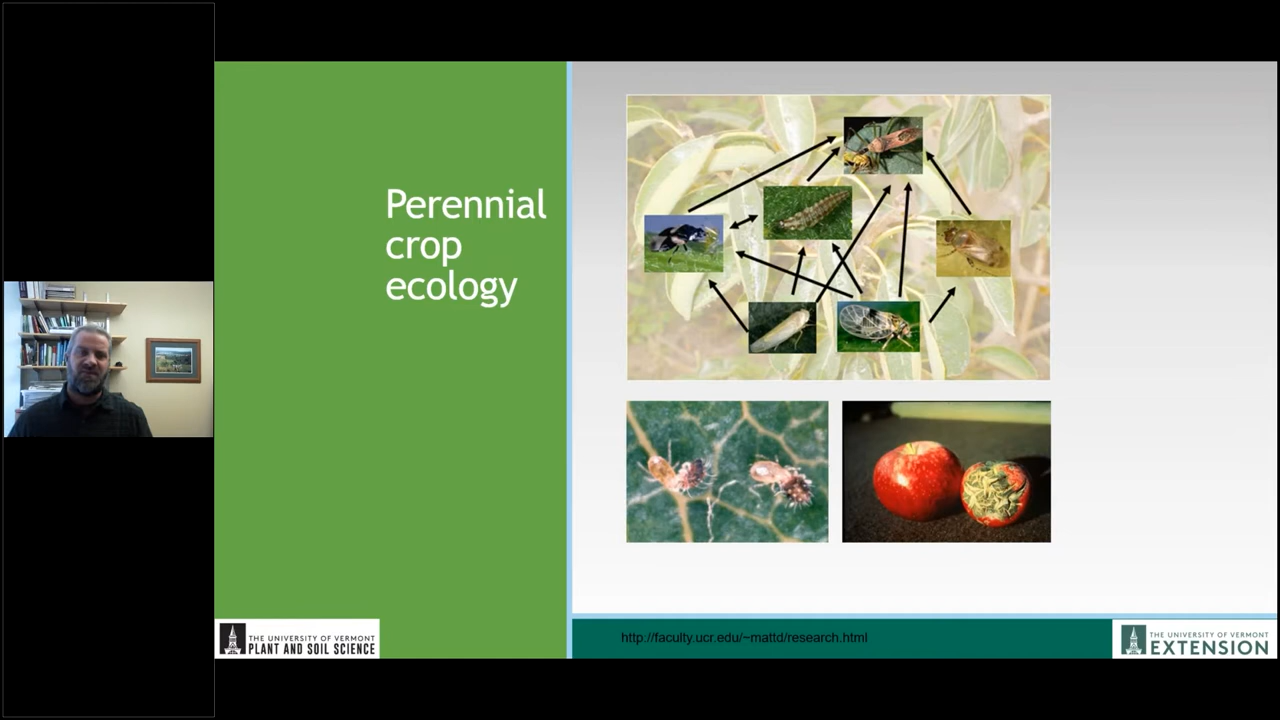 Perennial
crop
ecology
http://faculty.ucr.edu/~mattd/research.html
THE UNIVERSITY OF VERMONT
PLANT AND SOIL SCIENCE
THE UNIVERSITY OF VERMONT
EXTENSION